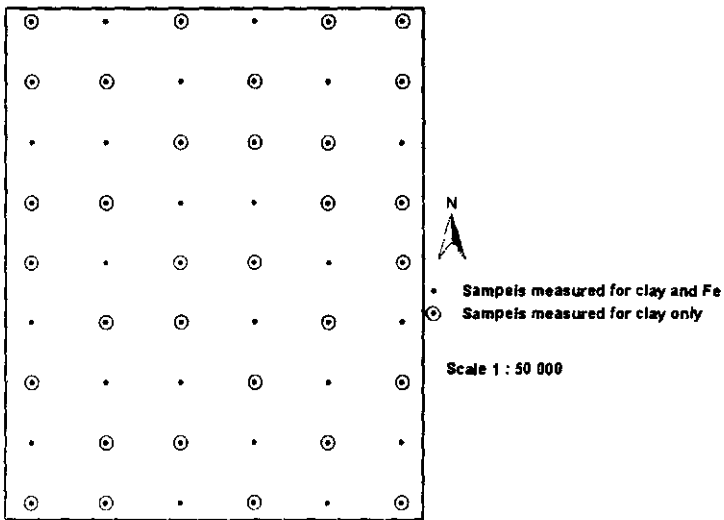 N
Sampels measured for clay and Fe
Sampels measured for clay only
Scale 1 : 50 000